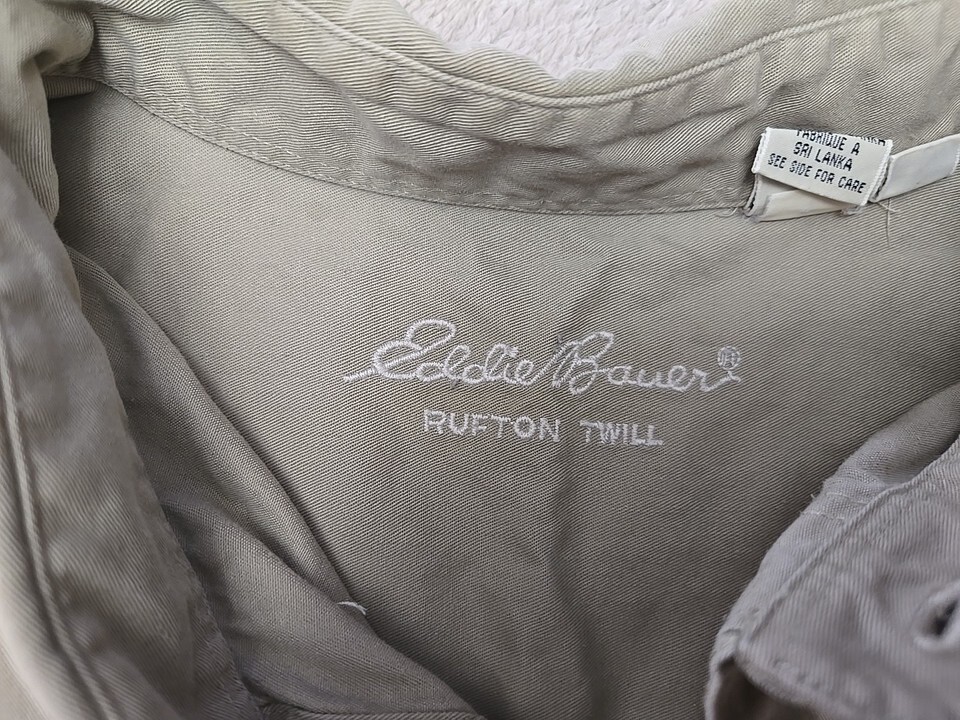 FABRIQUE A
SRI LANKA
SEE SIDE FOR CARE
Eddie Bauer
RUFTON TWILL